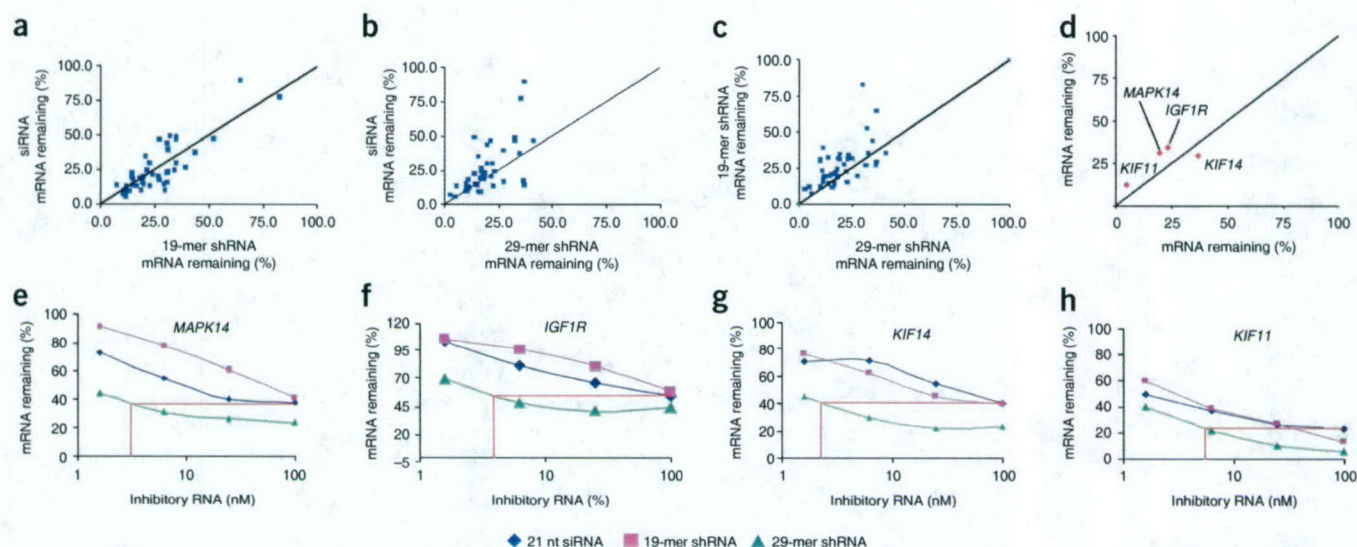 a
siRNA
mRNA remaining (%)
100.0
75.0
50.0
25.0
0.0
0.0
25.0
50.0
75.0
100.0
19-mer shRNA
mRNA remaining (%)
b
siRNA
mRNA remaining (%)
100.0
75.0
50.0
25.0
0.0
0.0
25.0
50.0
75.0
100.0
29-mer shRNA
mRNA remaining (%)
c
19-mer shRNA
mRNA remaining (%)
100.0
75.0
50.0
25.0
0.0
0.0
25.0
50.0
75.0
100.0
29-mer shRNA
mRNA remaining (%)
d
mRNA remaining (%)
100
75
50
25
MAPK14
IGF1R
KIF11
KIF14
0
25
50
75
100
mRNA remaining (%)
e
MAPK14
mRNA remaining (%)
100
80
60
40
20
0
1
10
100
Inhibitory RNA (nM)
f
IGF1R
mRNA remaining (%)
120
95
70
45
20
–5
1
10
100
Inhibitory RNA (%)
g
KIF14
mRNA remaining (%)
100
80
60
40
20
0
1
10
100
Inhibitory RNA (nM)
h
KIF11
mRNA remaining (%)
100
80
60
40
20
0
1
10
100
Inhibitory RNA (nM)
21 nt siRNA
19-mer shRNA
29-mer shRNA